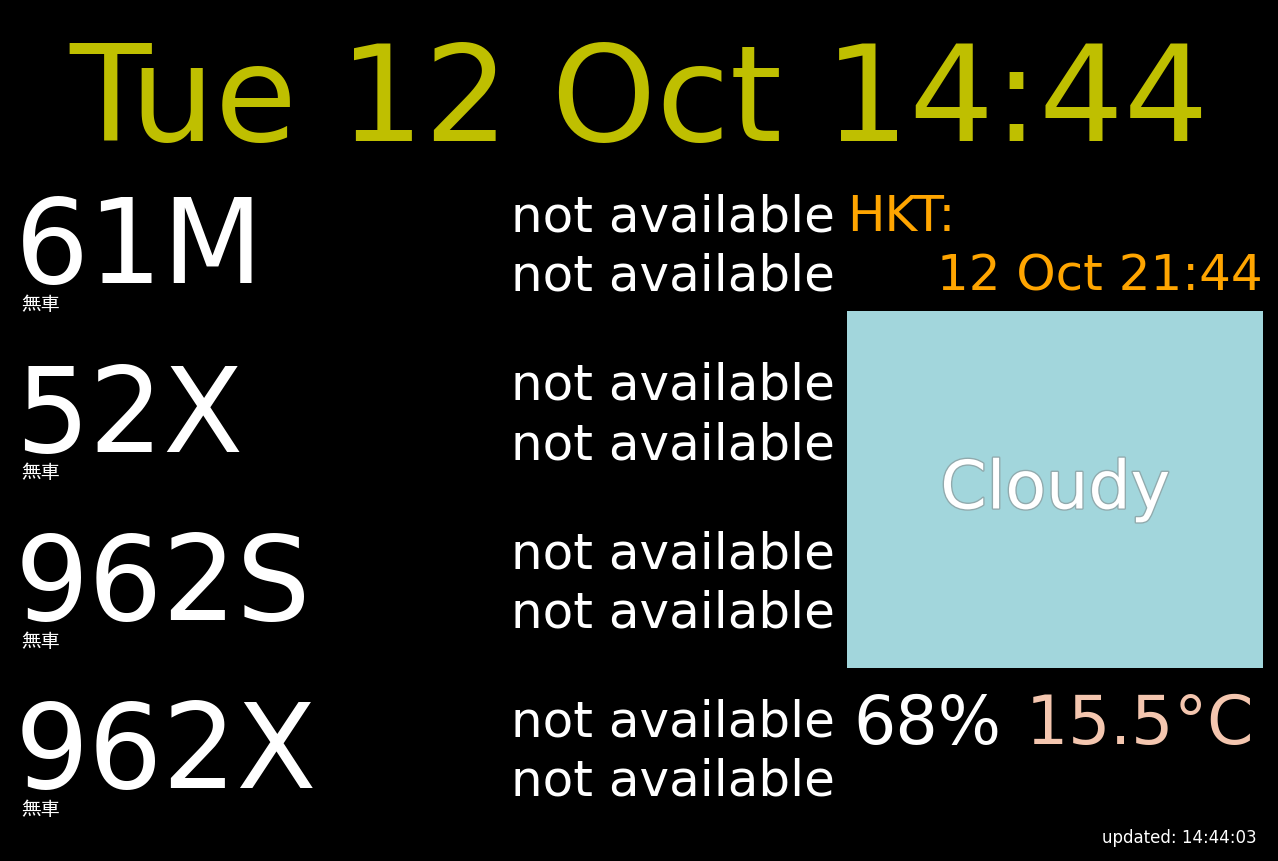 Tue 12 Oct 14:44
61M
無車
not available
not available
52X
無車
not available
not available
962S
無車
not available
not available
962X
無車
not available
not available
HKT:
12 Oct 21:44
Cloudy
68% 15.5°C
updated: 14:44:03